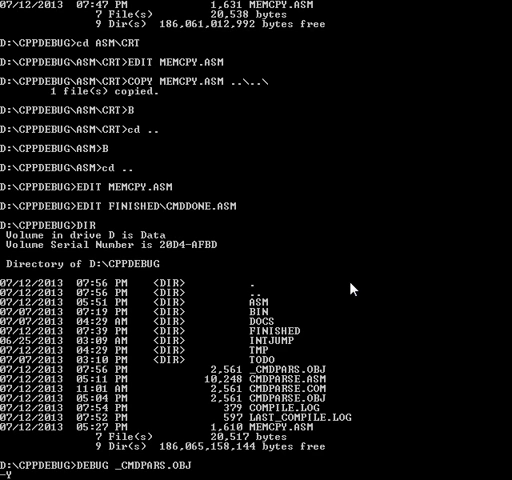 07/12/2013  07:47 PM             1,631 MEMCPY.ASM
7 File(s)         20,538 bytes
9 Dir(s)  186,061,012,992 bytes free
D:\CPPDEBUG>cd ASM\CRT
D:\CPPDEBUG\ASM\CRT>EDIT MEMCPY.ASM
D:\CPPDEBUG\ASM\CRT>COPY MEMCPY.ASM ..\..\
1 file(s) copied.
D:\CPPDEBUG\ASM\CRT>B
D:\CPPDEBUG\ASM\CRT>cd ..
D:\CPPDEBUG\ASM>B
D:\CPPDEBUG\ASM>cd ..
D:\CPPDEBUG>EDIT MEMCPY.ASM
D:\CPPDEBUG>EDIT FINISHED\CMDDONE.ASM
D:\CPPDEBUG>DIR
Volume in drive D is Data
Volume Serial Number is 20D4-AFBD
Directory of D:\CPPDEBUG
07/12/2013  07:56 PM    <DIR>          .
07/12/2013  07:56 PM    <DIR>          ..
07/12/2013  05:51 PM    <DIR>          ASM
07/07/2013  07:19 PM    <DIR>          BIN
07/07/2013  04:29 AM    <DIR>          DOCS
07/12/2013  07:39 PM    <DIR>          FINISHED
06/25/2013  03:09 AM    <DIR>          INTJUMP
07/12/2013  04:29 PM    <DIR>          TMP
07/07/2013  03:10 PM    <DIR>          TODO
07/12/2013  07:56 PM             2,561 _CMDPARS.OBJ
07/12/2013  05:11 PM            10,248 CMDPARSE.ASM
07/12/2013  11:01 AM             2,561 CMDPARSE.COM
07/12/2013  05:04 PM             2,561 CMDPARSE.OBJ
07/12/2013  07:54 PM               379 COMPILE.LOG
07/12/2013  07:52 PM               597 LAST_COMPILE.LOG
07/12/2013  05:27 PM             1,610 MEMCPY.ASM
7 File(s)         20,517 bytes
9 Dir(s)  186,065,158,144 bytes free
D:\CPPDEBUG>DEBUG _CMDPARS.OBJ
-Y